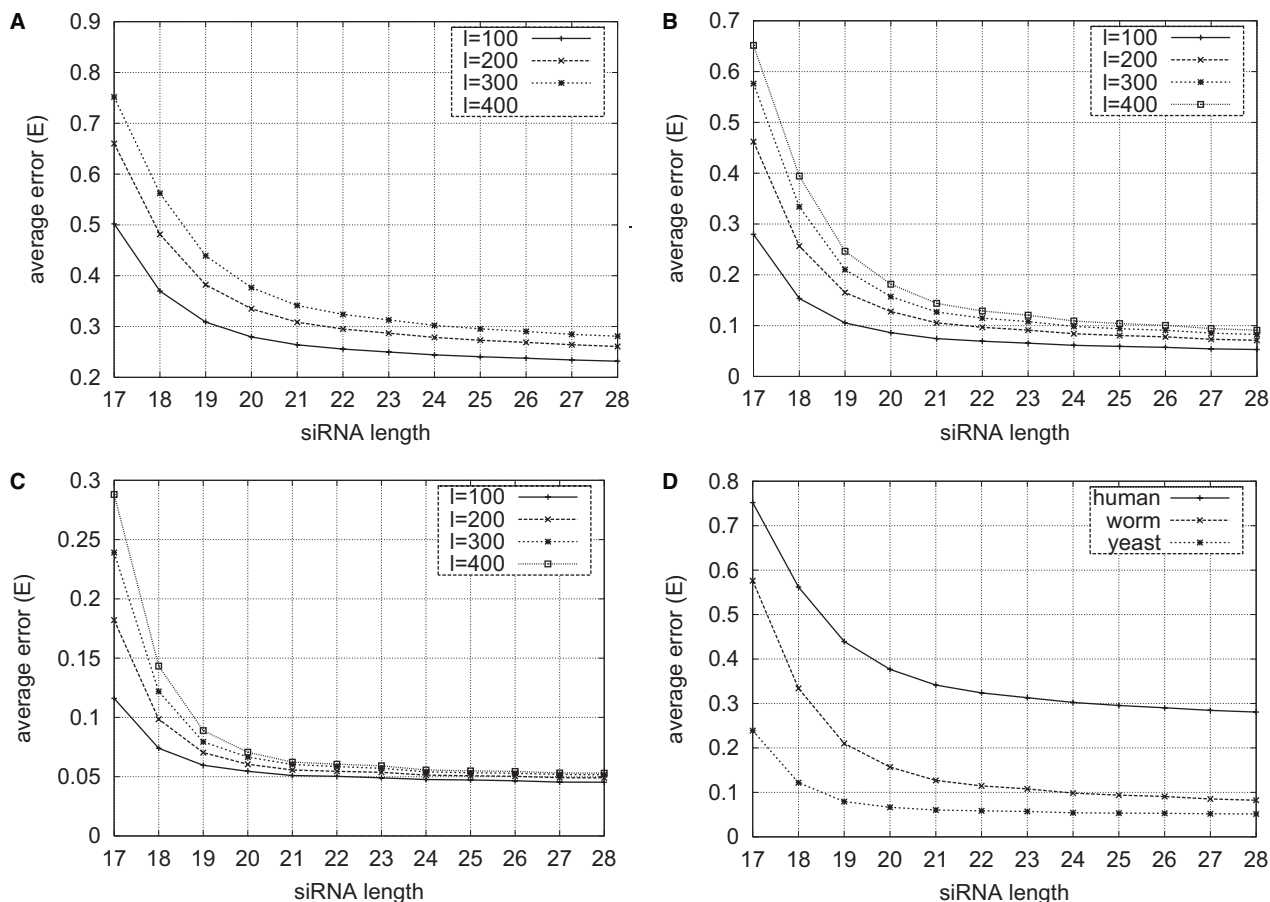 A
0.9
0.8
0.7
0.6
0.5
0.4
0.3
0.2
average error (E)
l=100
l=200
l=300
l=400
17 18 19 20 21 22 23 24 25 26 27 28
siRNA length
B
0.7
0.6
0.5
0.4
0.3
0.2
0.1
0
average error (E)
l=100
l=200
l=300
l=400
17 18 19 20 21 22 23 24 25 26 27 28
siRNA length
C
0.3
0.25
0.2
0.15
0.1
0.05
0
average error (E)
l=100
l=200
l=300
l=400
17 18 19 20 21 22 23 24 25 26 27 28
siRNA length
D
0.8
0.7
0.6
0.5
0.4
0.3
0.2
0.1
0
average error (E)
human
worm
yeast
17 18 19 20 21 22 23 24 25 26 27 28
siRNA length